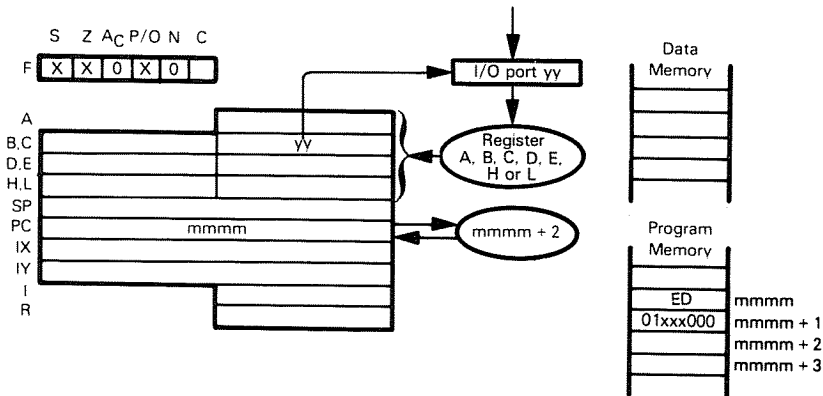 S Z AC P/O N C
F X X 0 X 0
I/O port yy
Data
Memory
A
B,C yy
D,E
H,L
SP
PC mmmm
IX
IY
I
R
Register
A, B, C, D, E,
H or L
mmmm + 2
Program
Memory
ED mmmm
01xxx000 mmmm + 1
mmmm + 2
mmmm + 3